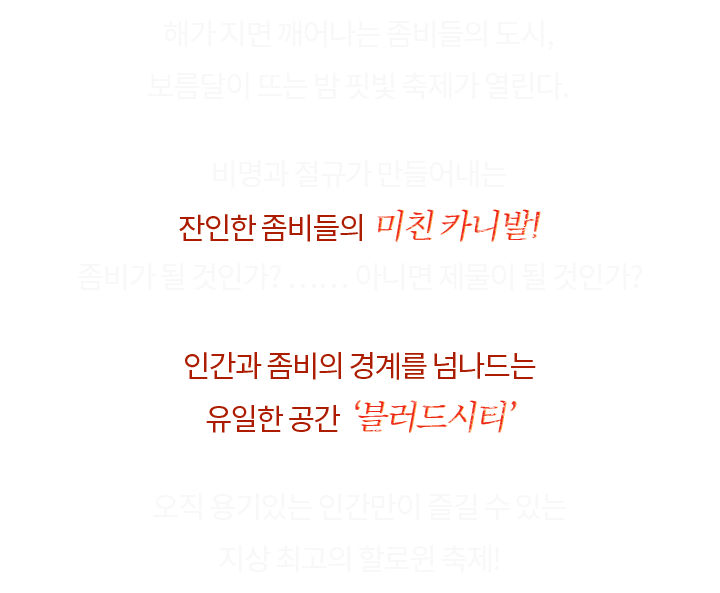 해가 지면 깨어나는 좀비들의 도시,
보름달이 뜨는 밤 핏빛 축제가 열린다.
비명과 절규가 만들어내는
잔인한 좀비들의 미친 카니발!
좀비가 될 것인가? …… 아니면 제물이 될 것인가?
인간과 좀비의 경계를 넘나드는
유일한 공간 ‘블러드시티’
오직 용기있는 인간만이 즐길 수 있는
지상 최고의 할로윈 축제!